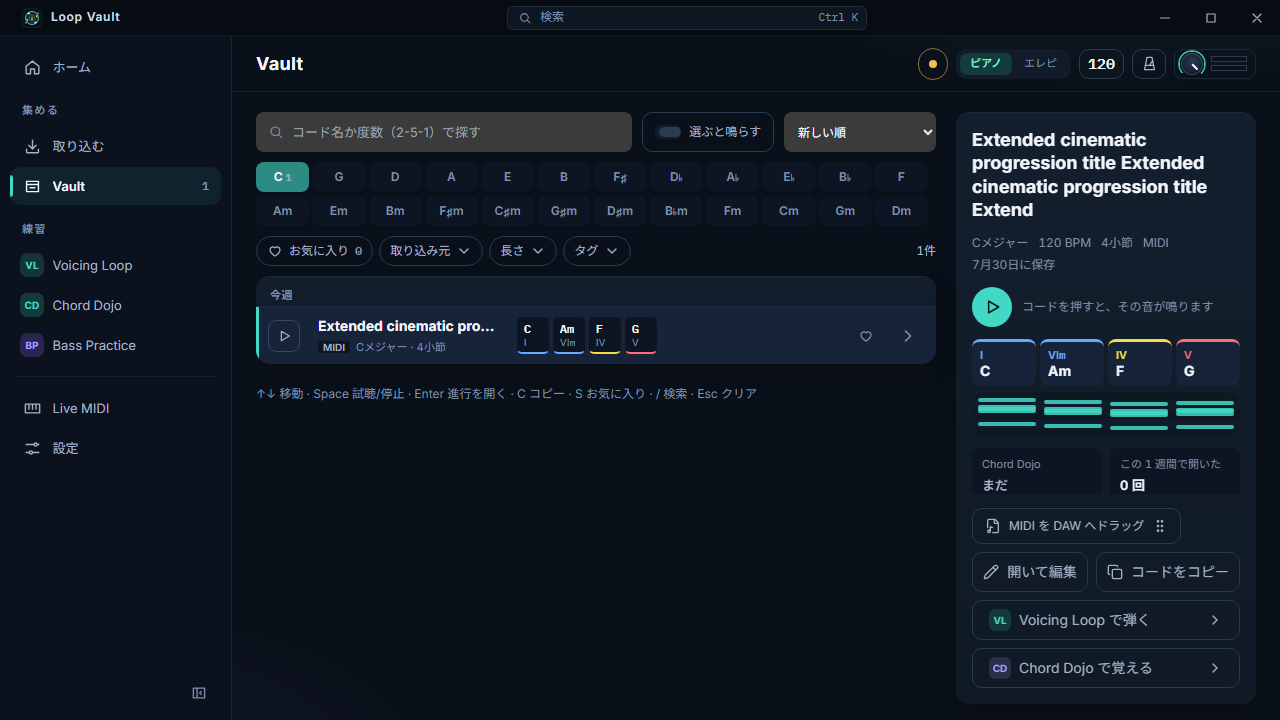 Loop Vault
検索
Ctrl K
ホーム
集める
取り込む
Vault
1
練習
VL Voicing Loop
CD Chord Dojo
BP Bass Practice
Live MIDI
設定
Vault
ピアノ
エレピ
120
コード名か度数（2-5-1）で探す
選ぶと鳴らす
新しい順
C 1
G
D
A
E
B
F♯
D♭
A♭
E♭
B♭
F
Am
Em
Bm
F♯m
C♯m
G♯m
D♯m
B♭m
Fm
Cm
Gm
Dm
お気に入り 0
取り込み元
長さ
タグ
1件
今週
Extended cinematic pro...
MIDI Cメジャー · 4小節
C
I
Am
VIm
F
IV
G
V
↑↓ 移動 · Space 試聴/停止 · Enter 進行を開く · C コピー · S お気に入り · / 検索 · Esc クリア
Extended cinematic
progression title Extended
cinematic progression title
Extend
Cメジャー 120 BPM 4小節 MIDI
7月30日に保存
コードを押すと、その音が鳴ります
I
C
VIm
Am
IV
F
V
G
Chord Dojo
まだ
この 1 週間で開いた
0 回
MIDI を DAW へドラッグ
開いて編集
コードをコピー
VL Voicing Loop で弾く
CD Chord Dojo で覚える